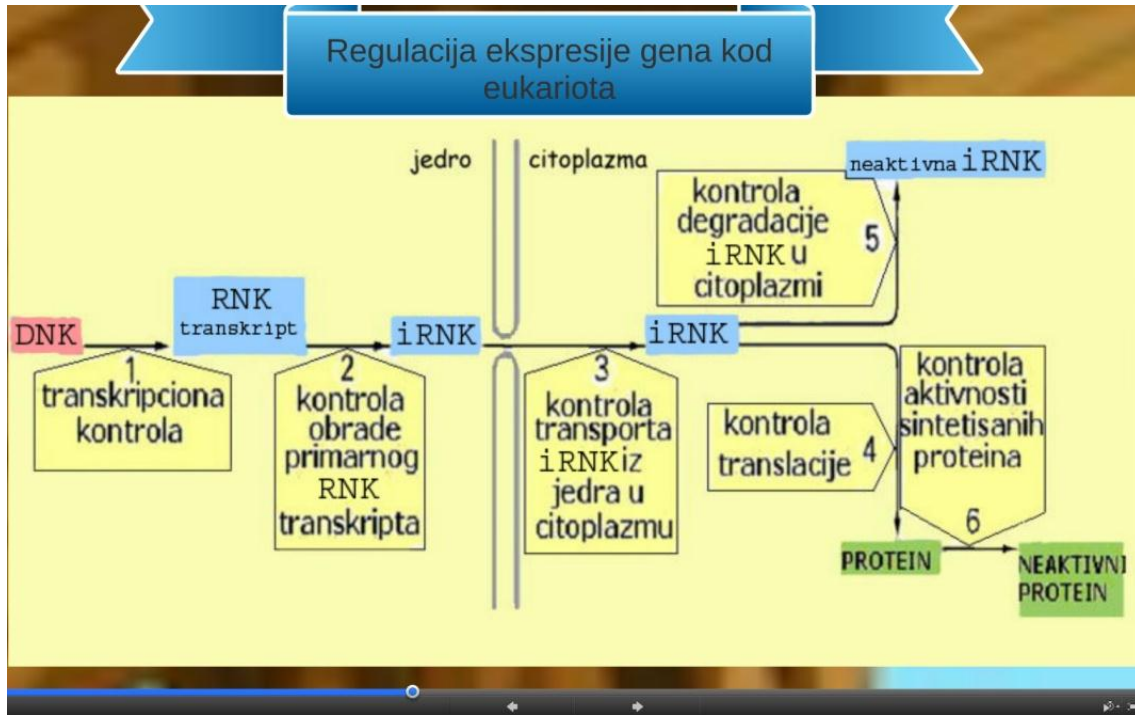 Regulacija ekspresije gena kod
eukariota
jedro
citoplazma
DNK
RNK
transkript
iRNK
iRNK
neaktivna iRNK
1
transkripciona
kontrola
2
kontrola
obrade
primarnog
RNK
transkripta
3
kontrola
transporta
iRNK iz
jedra u
citoplazmu
kontrola
degradacije
iRNK u
citoplazmi
5
kontrola
translacije
4
kontrola
aktivnosti
sintetisanih
proteina
6
PROTEIN
NEAKTIVNI
PROTEIN